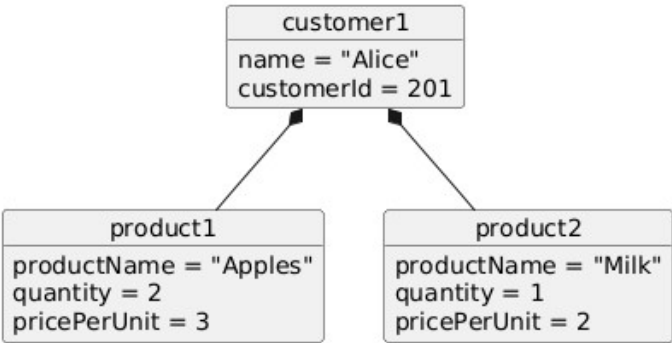 customer1
name = "Alice"
customerId = 201
product1
productName = "Apples"
quantity = 2
pricePerUnit = 3
product2
productName = "Milk"
quantity = 1
pricePerUnit = 2